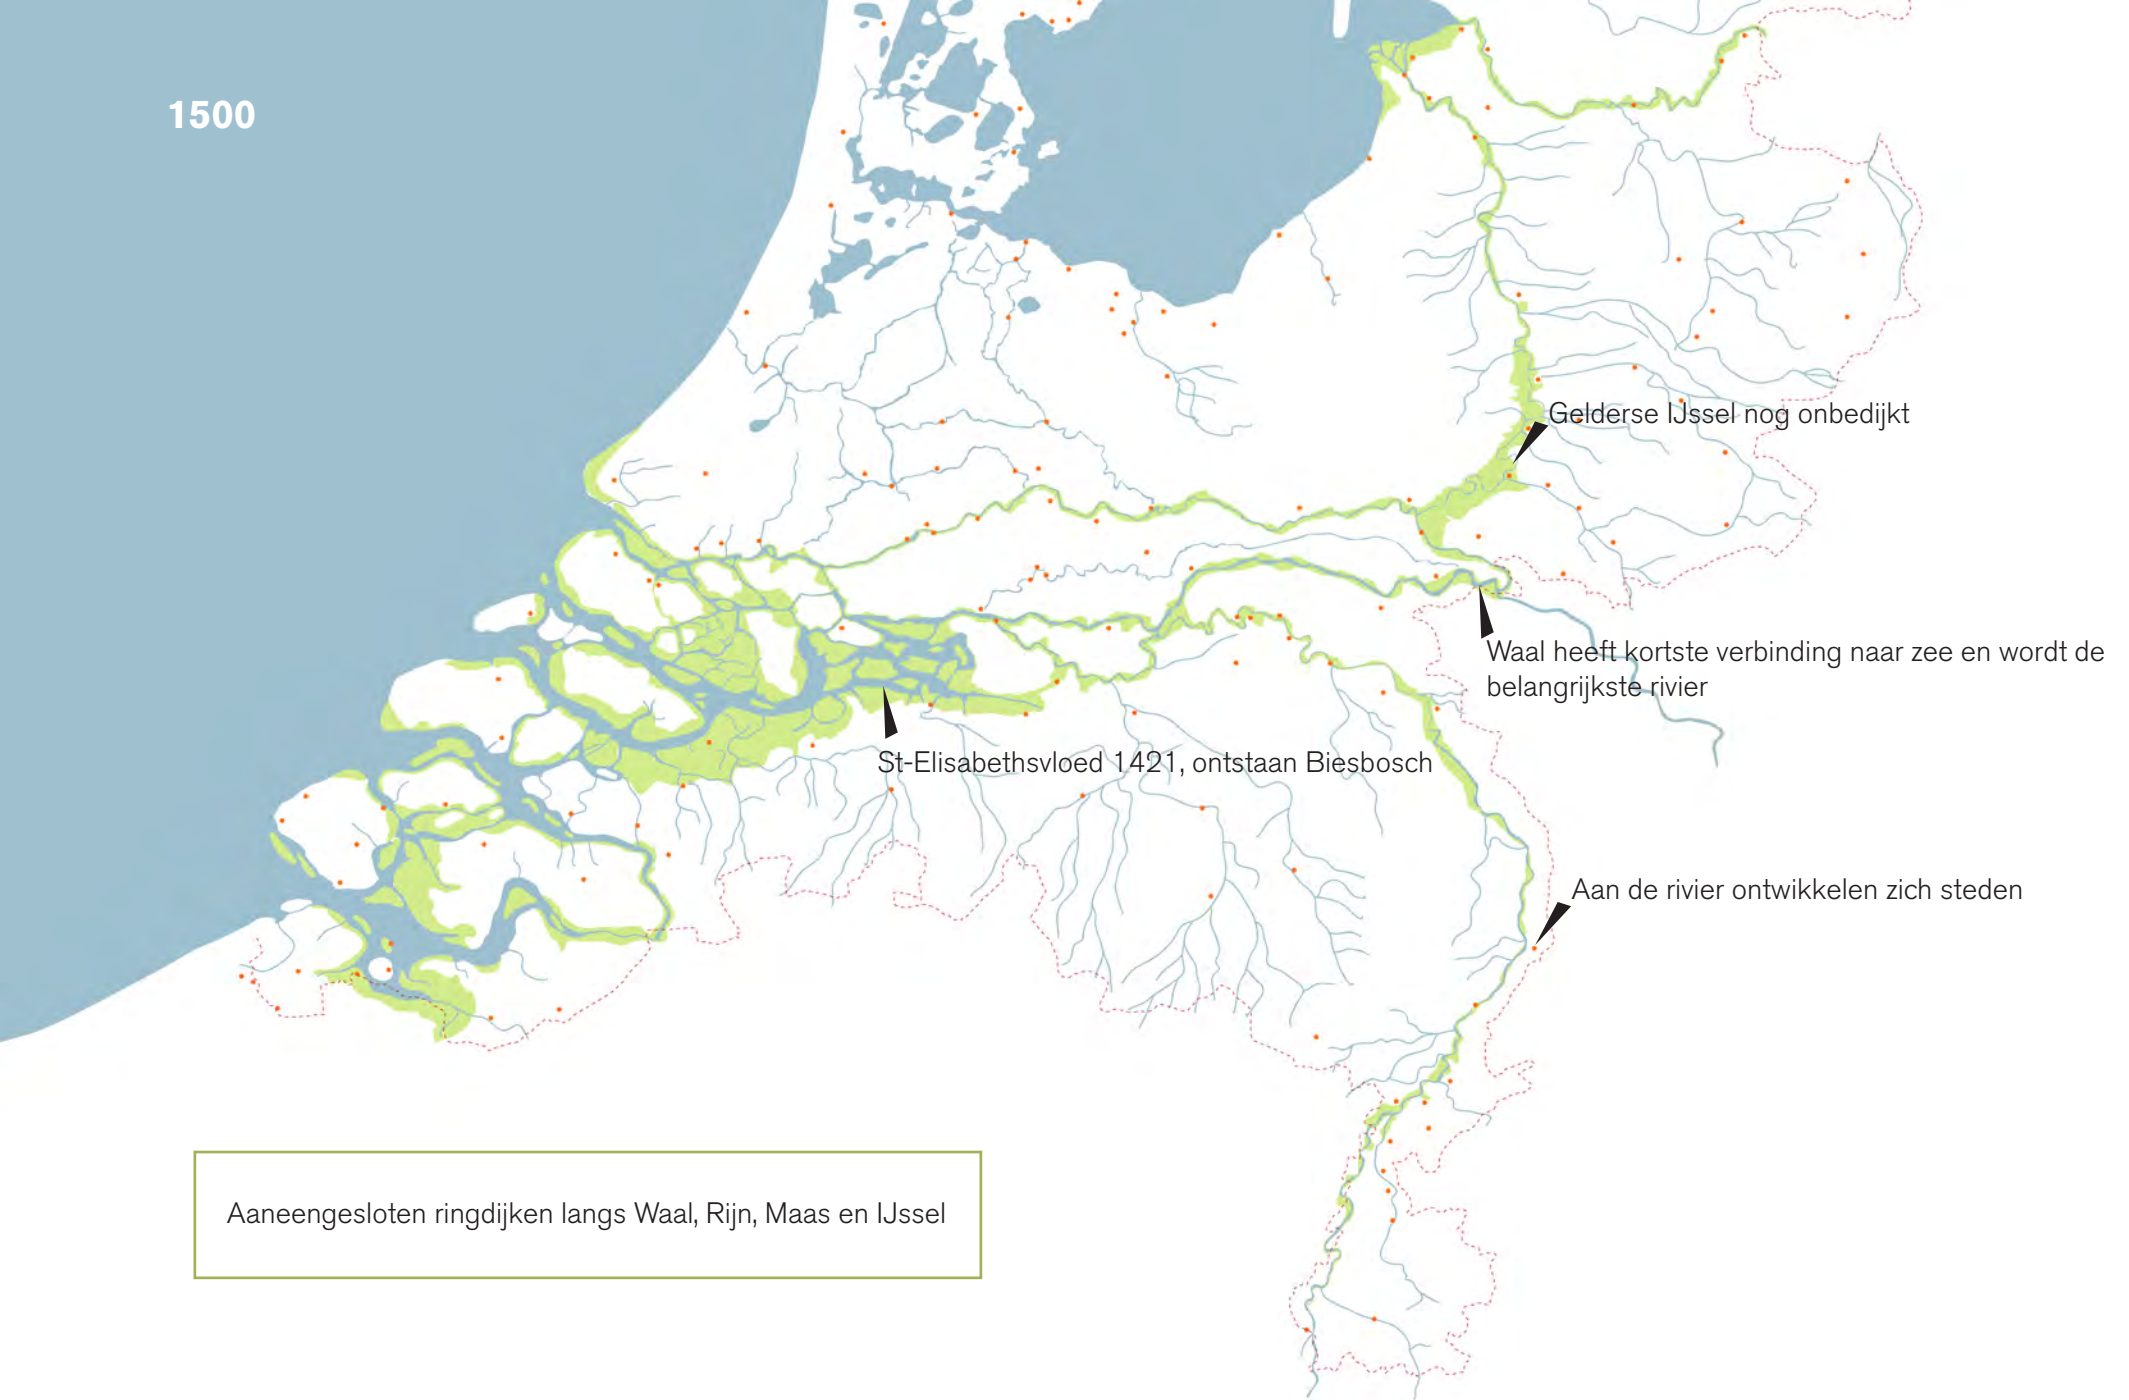 1500
Gelderse IJssel nog onbedijkt
Waal heeft kortste verbinding naar zee en wordt de
belangrijkste rivier
St-Elisabethsvloed 1421, ontstaan Biesbosch
Aan de rivier ontwikkelen zich steden
Aaneengesloten ringdijken langs Waal, Rijn, Maas en IJssel